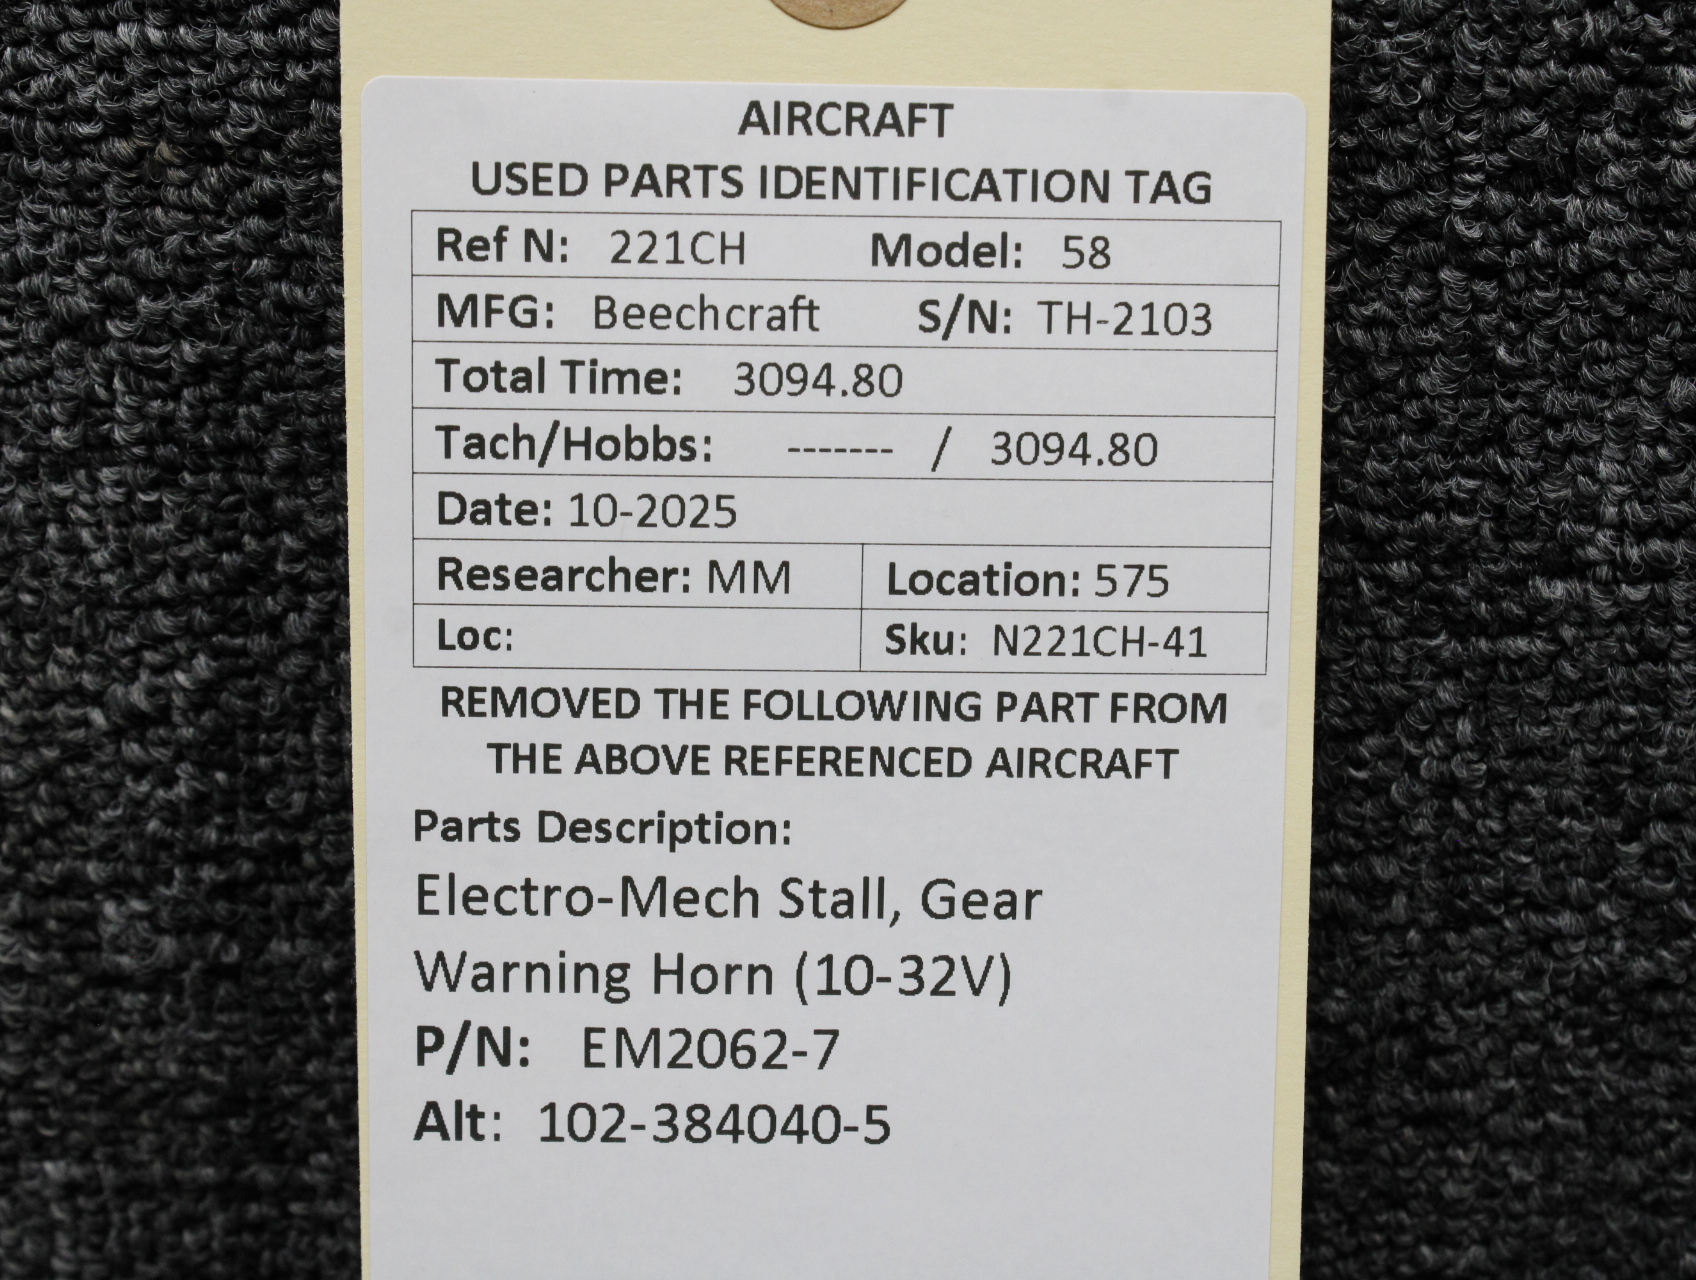 AIRCRAFT
USED PARTS IDENTIFICATION TAG
Ref N: 221CH Model: 58
MFG: Beechcraft S/N: TH-2103
Total Time: 3094.80
Tach/Hobbs: ------- / 3094.80
Date: 10-2025
Researcher: MM Location: 575
Loc: Sku: N221CH-41
REMOVED THE FOLLOWING PART FROM
THE ABOVE REFERENCED AIRCRAFT
Parts Description:
Electro-Mech Stall, Gear
Warning Horn (10-32V)
P/N: EM2062-7
Alt: 102-384040-5